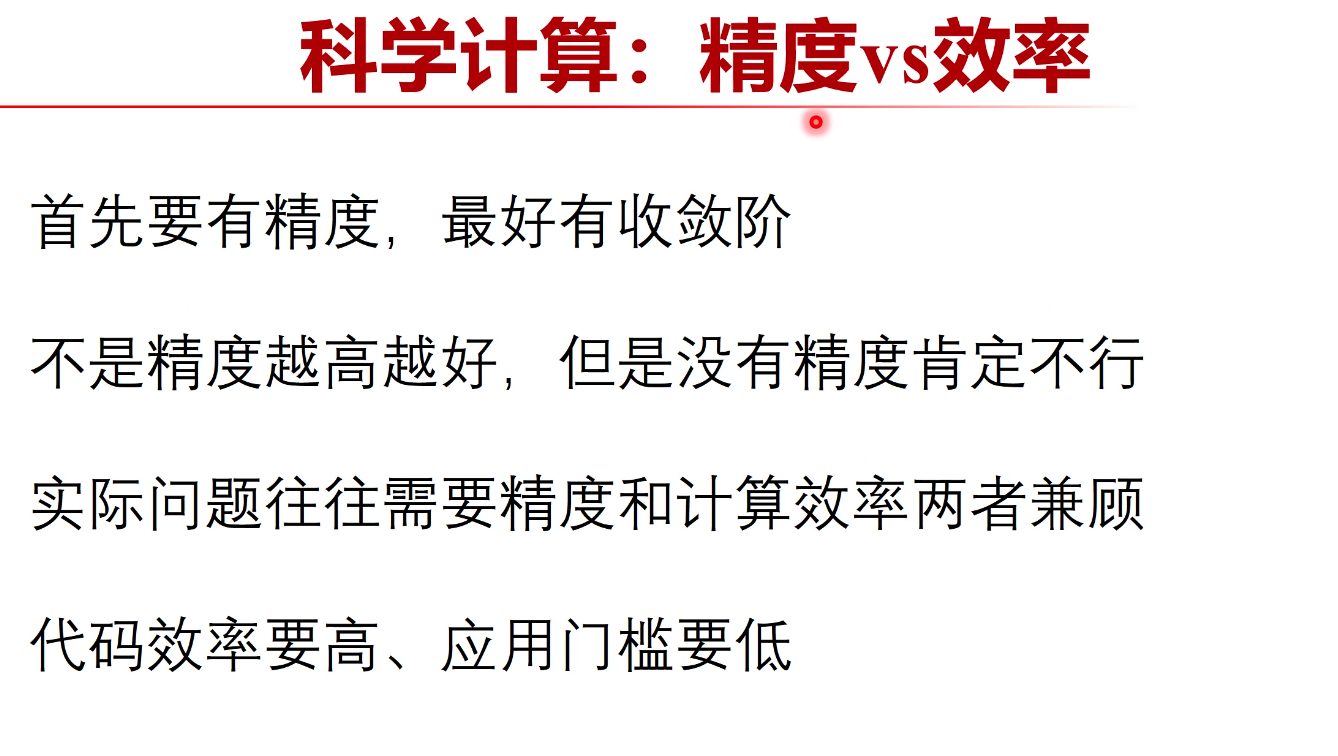 科学计算：精度vs效率
首先要有精度，最好有收敛阶
不是精度越高越好，但是没有精度肯定不行
实际问题往往需要精度和计算效率两者兼顾
代码效率要高、应用门槛要低